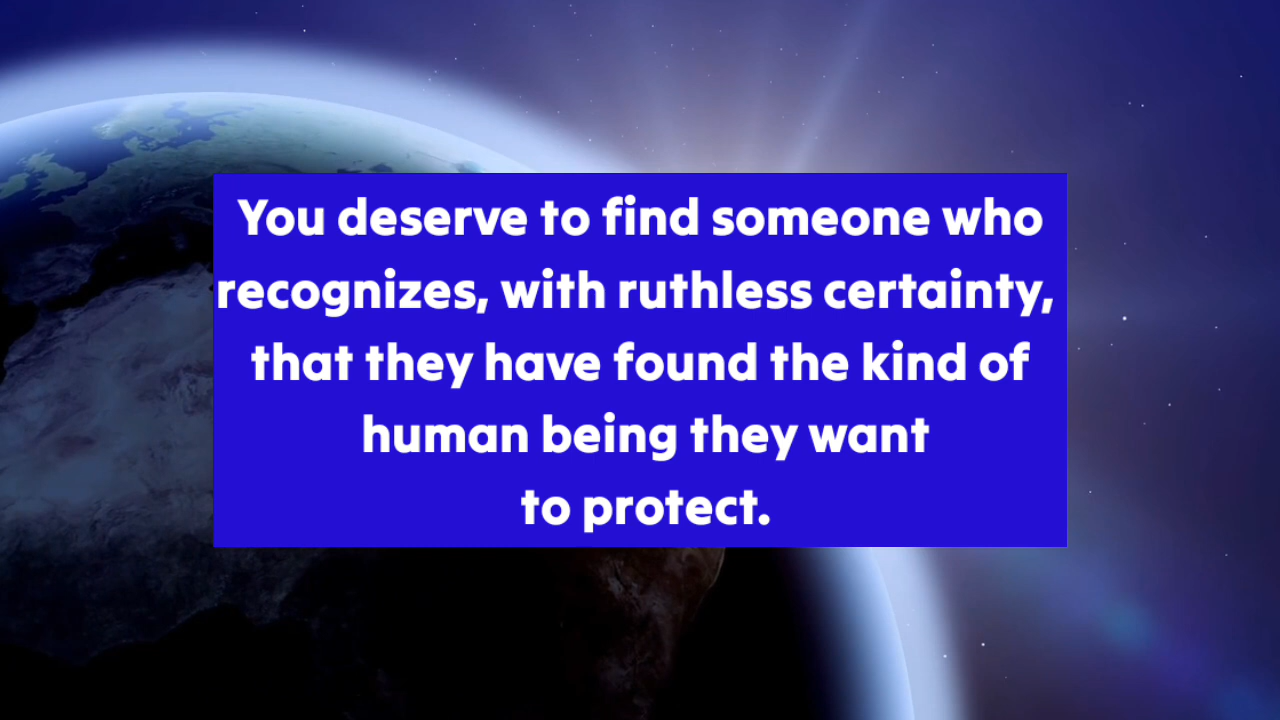 You deserve to find someone who
recognizes, with ruthless certainty,
that they have found the kind of
human being they want
to protect.